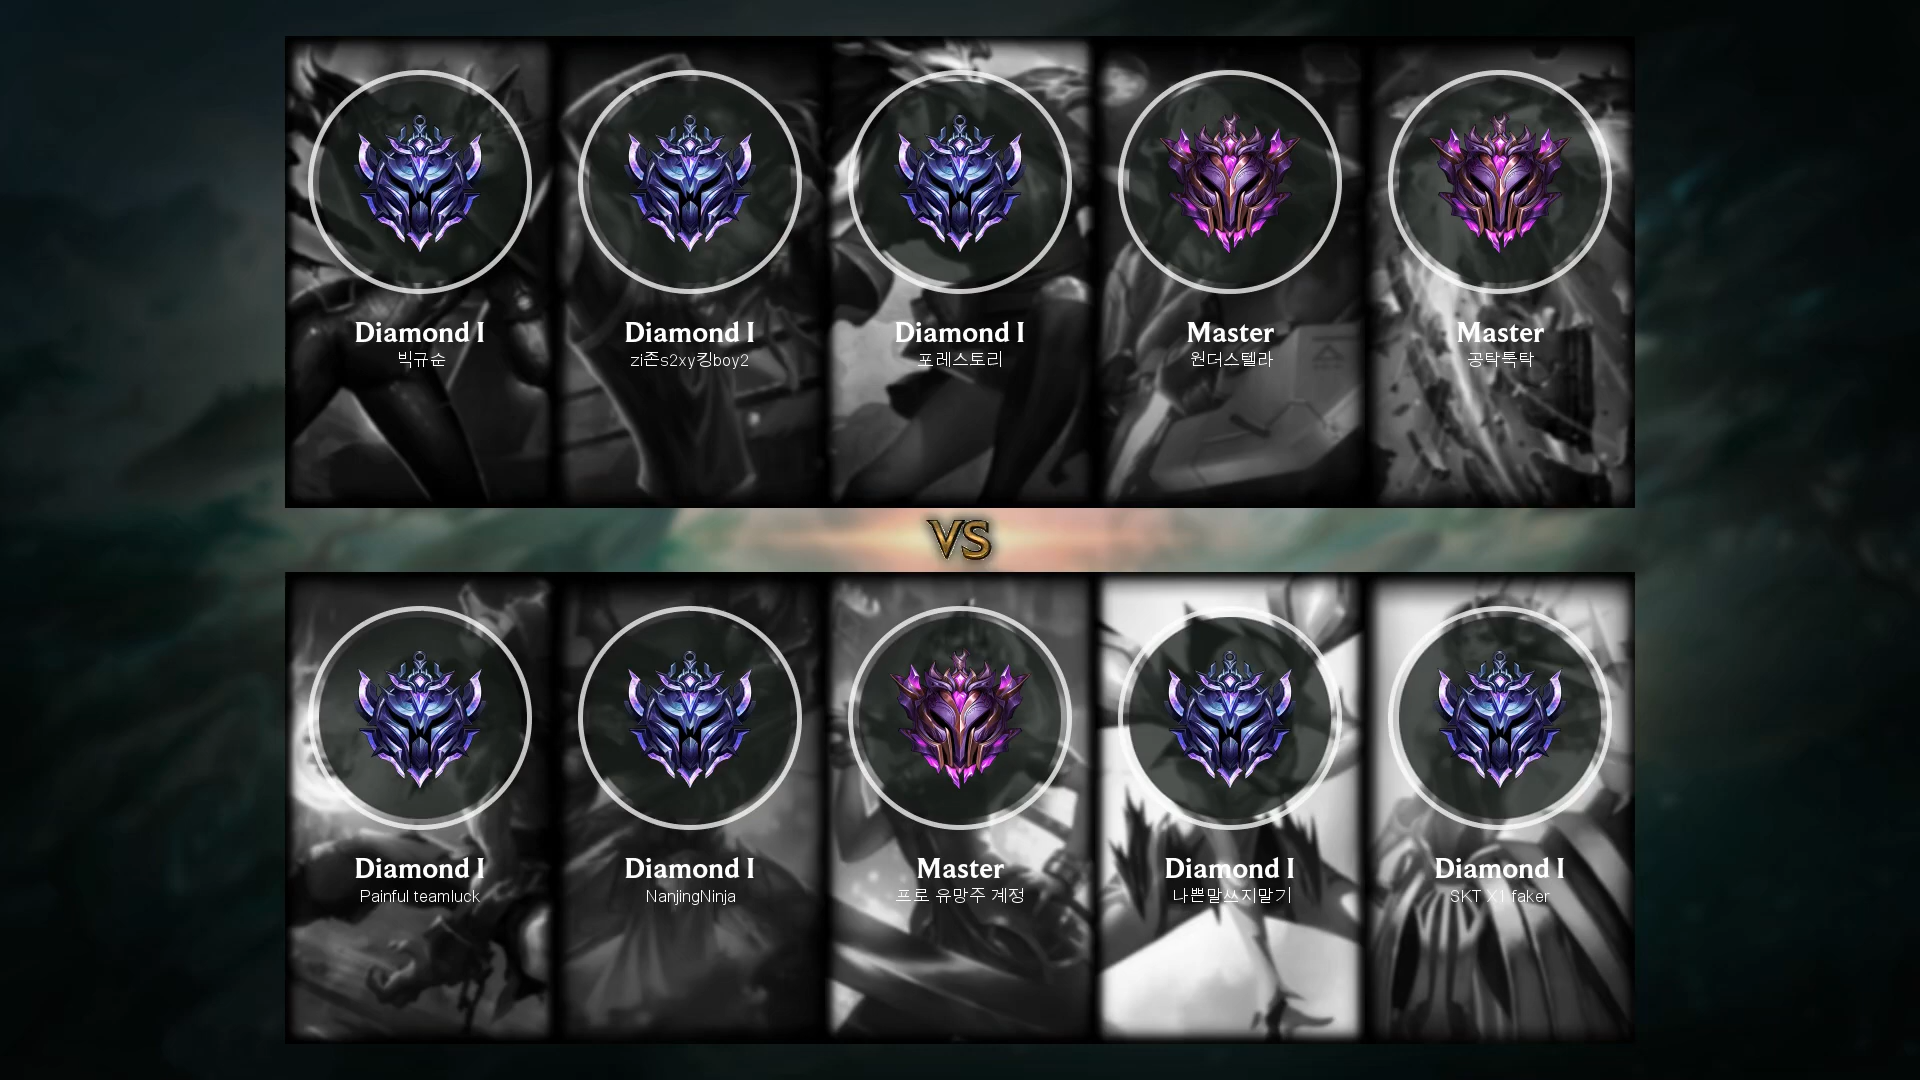 Diamond I
빅규순
Diamond I
zi존s2xy킹boy2
Diamond I
포레스토리
Master
원더스텔라
Master
공탁툭탁
VS
Diamond I
Painful teamluck
Diamond I
NanjingNinja
Master
프로 유망주 계정
Diamond I
나쁜말쓰지말기
Diamond I
SKT X1 faker